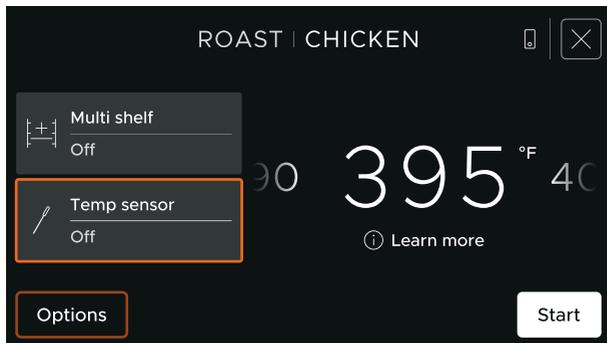 ROAST | CHICKEN
Multi shelf
Off
Temp sensor
Off
90 395 °F 40
Learn more
Options
Start